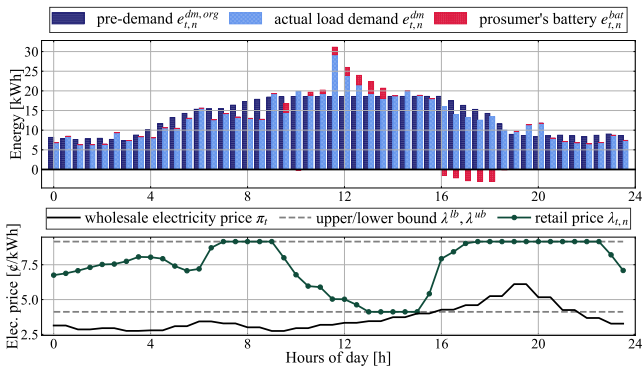 pre-demand e_{t,n}^{dm,org} actual load demand e_{t,n}^{dm} prosumer's battery e_{t,n}^{bat}
Energy [kWh]
30
25
20
15
10
5
0
0 4 8 12 16 20 24
wholesale electricity price π_t upper/lower bound λ^{lb}, λ^{ub} retail price λ_{t,n}
Elec. price [¢/kWh]
7.5
5.0
2.5
0 4 8 12 16 20 24
Hours of day [h]